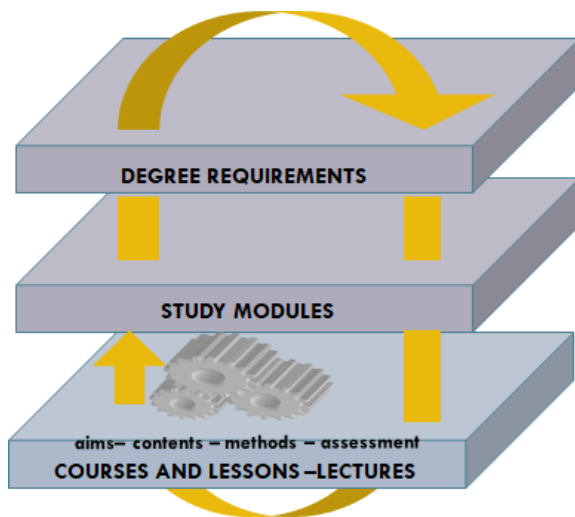 DEGREE REQUIREMENTS
STUDY MODULES
aims– contents – methods – assessment
COURSES AND LESSONS –LECTURES